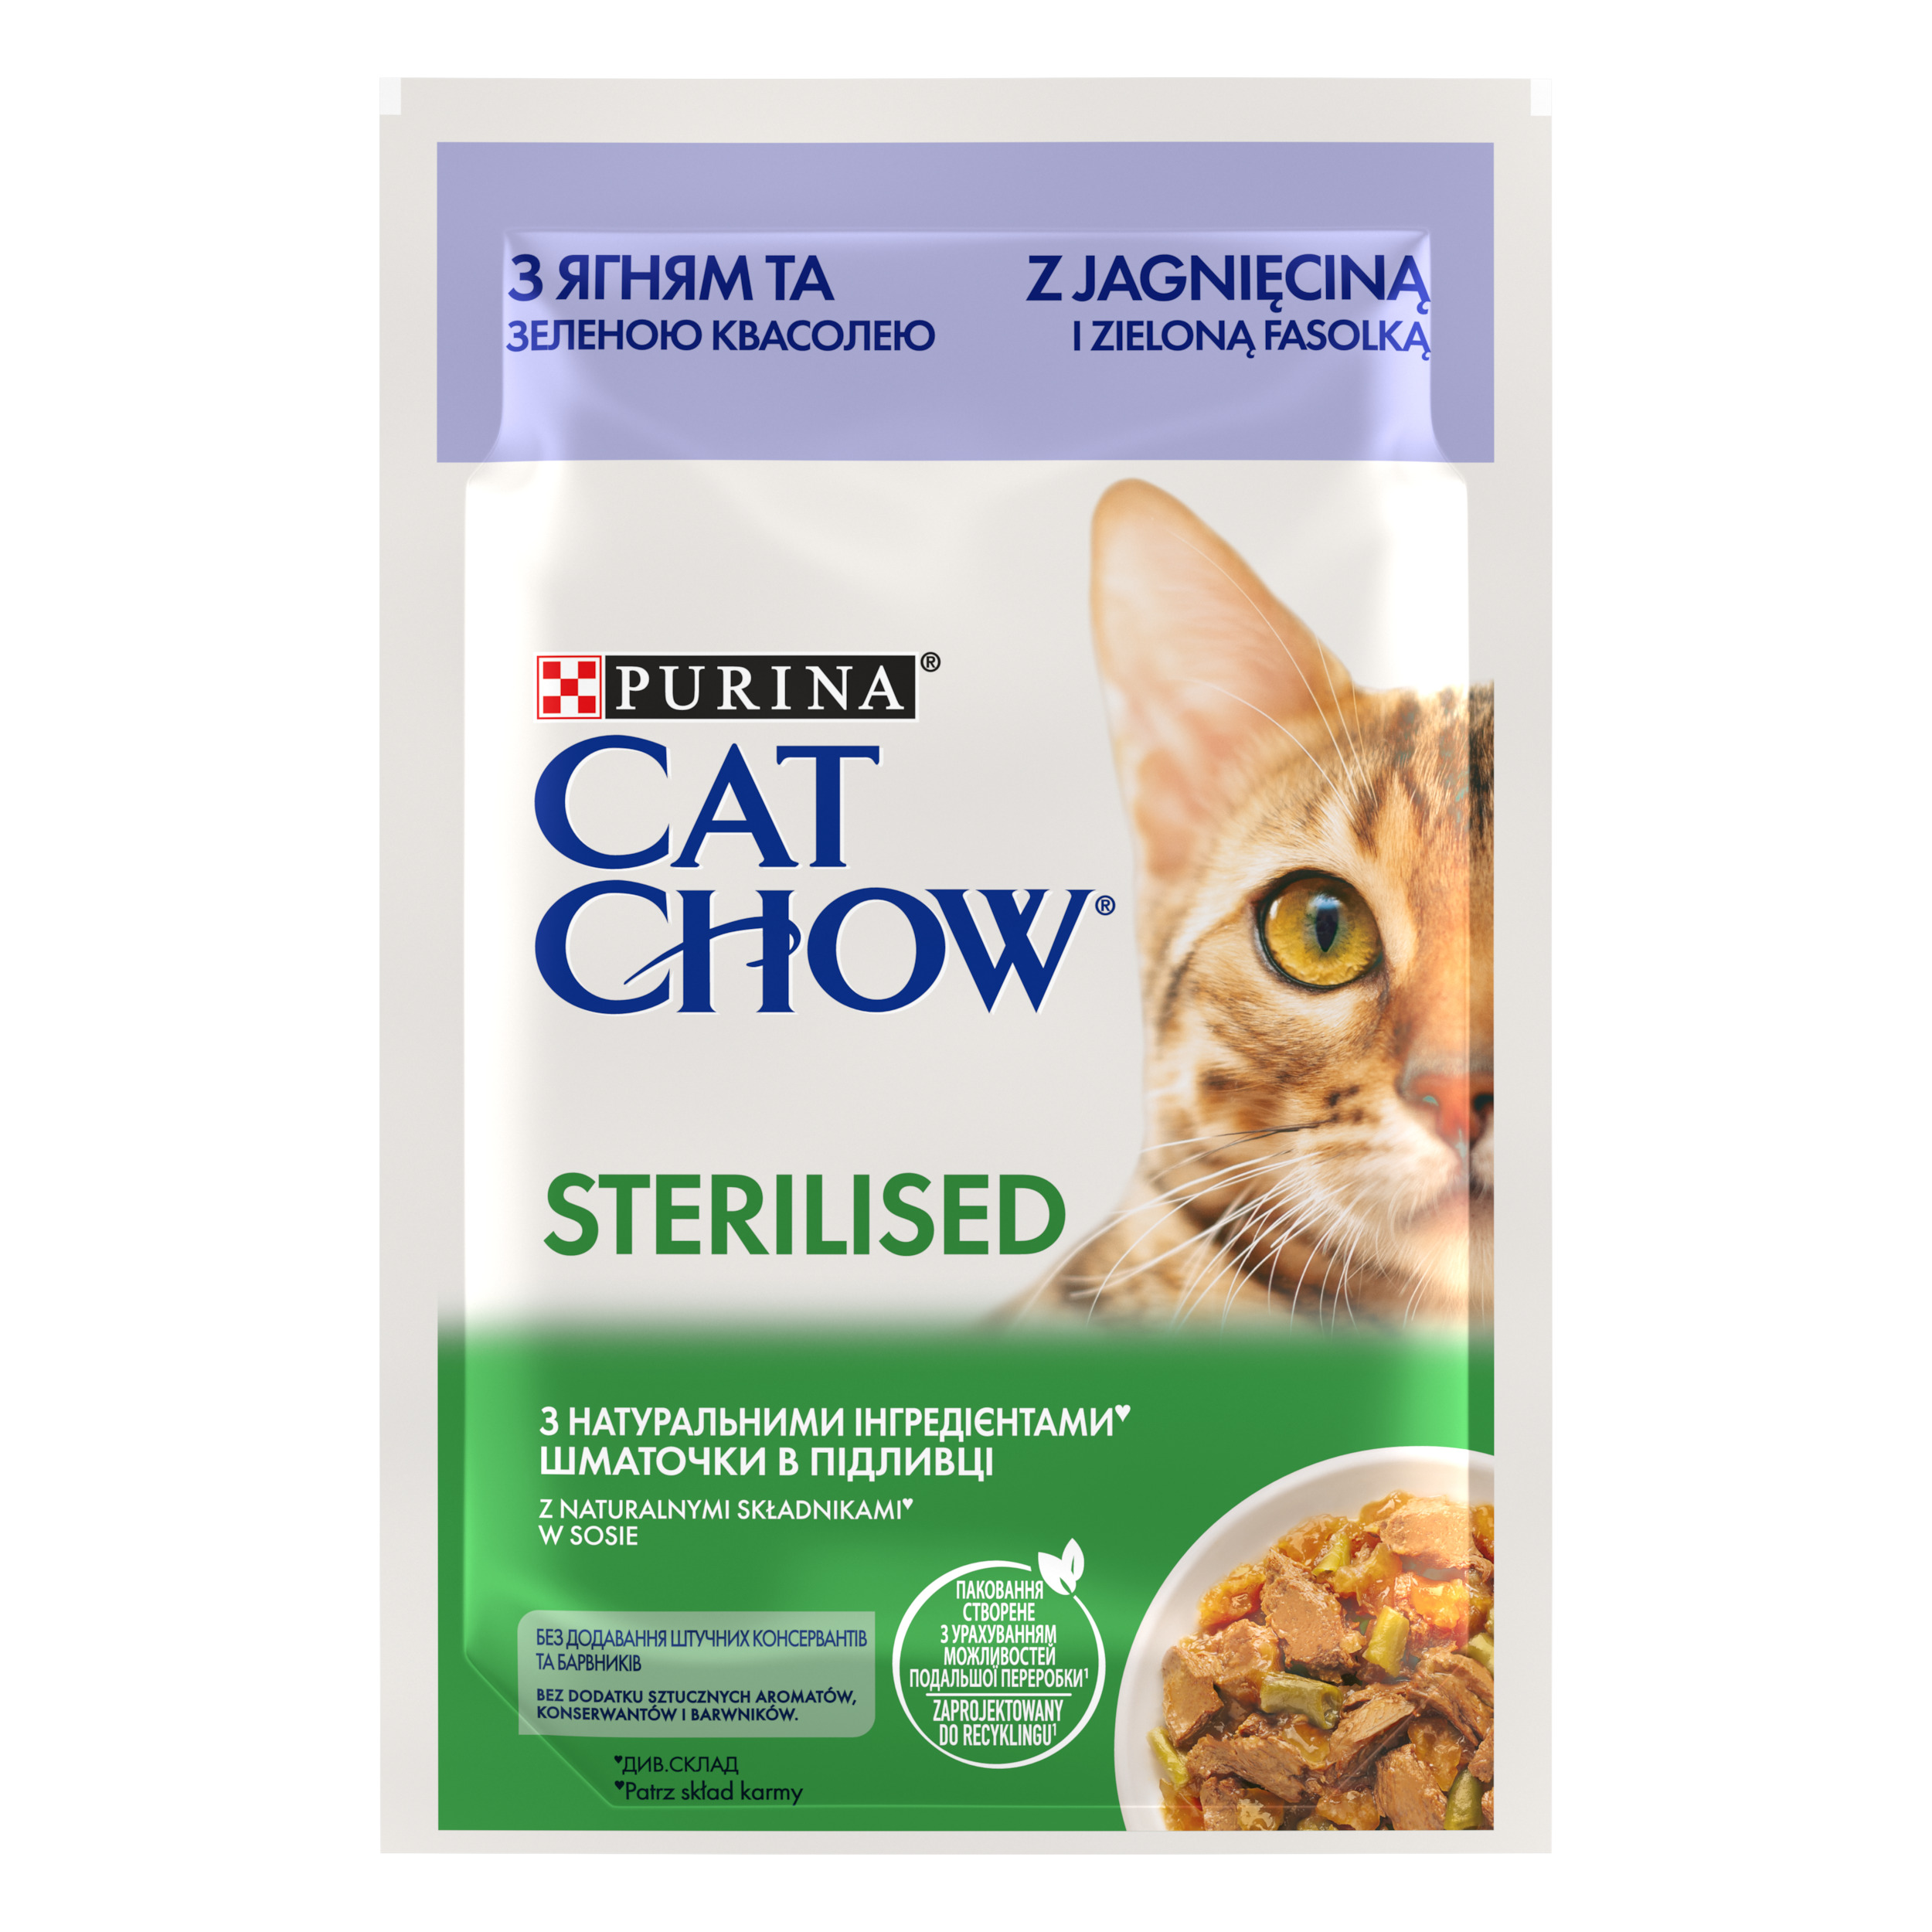 З ЯГНЯМ ТА
ЗЕЛЕНОЮ КВАСОЛЕЮ
Z JAGNIĘCINĄ
I ZIELONĄ FASOLKĄ
PURINA®
CAT
CHOW®
STERILISED
З НАТУРАЛЬНИМИ ІНГРЕДІЄНТАМИ♥
ШМАТОЧКИ В ПІДЛИВЦІ
Z NATURALNYMI SKŁADNIKAMI♥
W SOSIE
БЕЗ ДОДАВАННЯ ШТУЧНИХ КОНСЕРВАНТІВ
ТА БАРВНИКІВ
BEZ DODATKU SZTUCZNYCH AROMATÓW,
KONSERWANTÓW I BARWNIKÓW.
♥ДИВ.СКЛАД
♥Patrz skład karmy
ПАКОВАННЯ
СТВОРЕНЕ
З УРАХУВАННЯМ
МОЖЛИВОСТЕЙ
ПОДАЛЬШОЇ ПЕРЕРОБКИ¹
ZAPROJEKTOWANY
DO RECYKLINGU¹